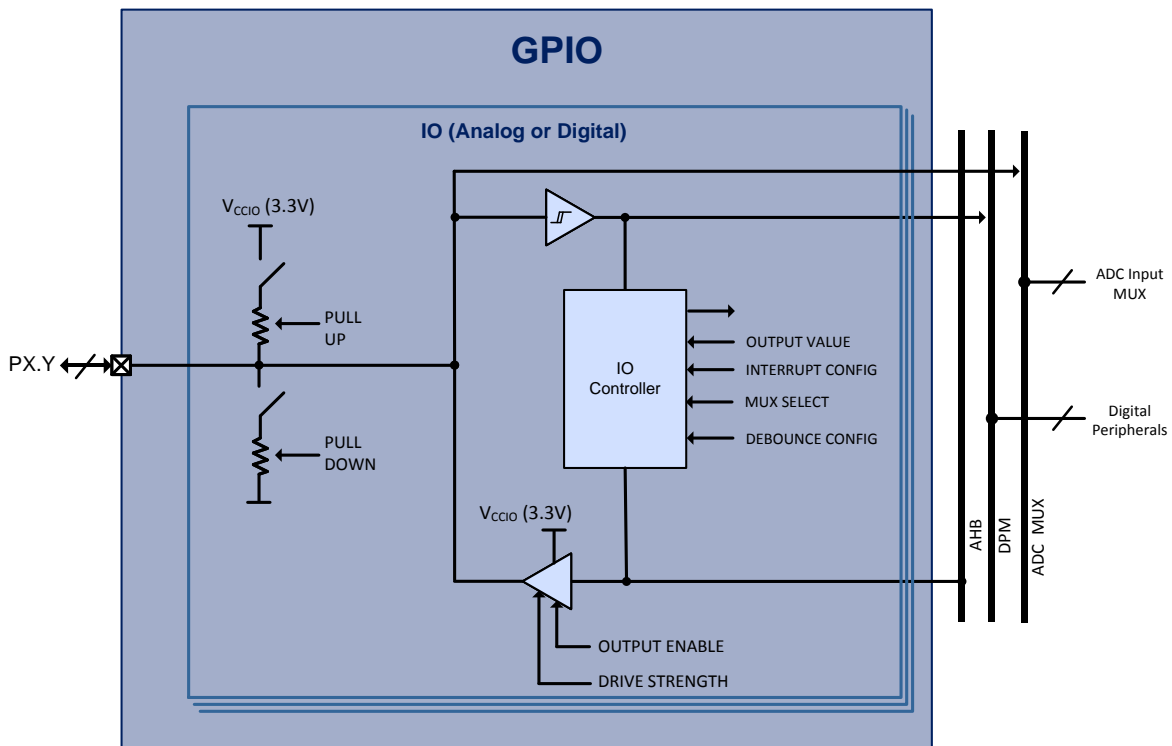 GPIO
IO (Analog or Digital)
VCCIO (3.3V)
PULL
UP
PX.Y
PULL
DOWN
IO
Controller
OUTPUT VALUE
INTERRUPT CONFIG
MUX SELECT
DEBOUNCE CONFIG
VCCIO (3.3V)
OUTPUT ENABLE
DRIVE STRENGTH
AHB
DPM
ADC MUX
ADC Input
MUX
Digital
Peripherals